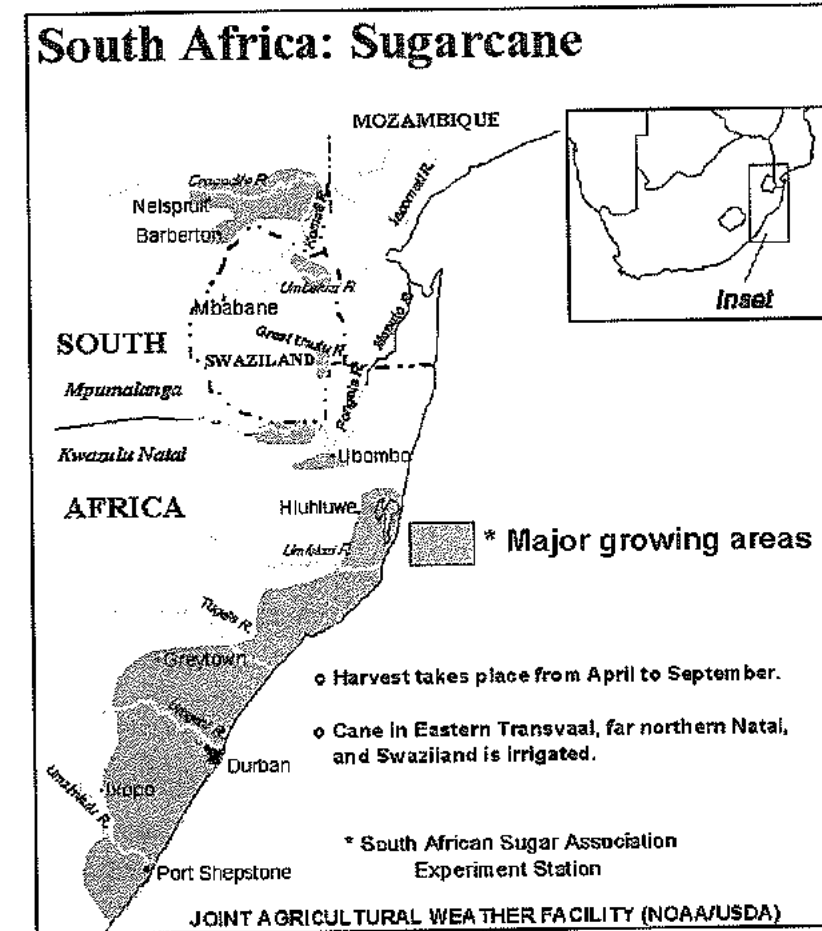 South Africa: Sugarcane
MOZAMBIQUE
Crocodile R.
Nelspruit
Komati R.
Barberton
Incomati R.
Inset
Umbeluzi R.
Mbabane
Maputo R.
SOUTH
Great Usutu R.
SWAZILAND
Mpumalanga
Pongola R.
Kwazulu Natal
Ubombo
AFRICA
Hluhluwe
* Major growing areas
Umfolozi R.
Tugela R.
Greytown
o Harvest takes place from April to September.
o Cane in Eastern Transvaal, far northern Natal,
and Swaziland is irrigated.
Durban
Ixopo
Umzimkulu R.
* South African Sugar Association
Experiment Station
Port Shepstone
JOINT AGRICULTURAL WEATHER FACILITY (NOAA/USDA)